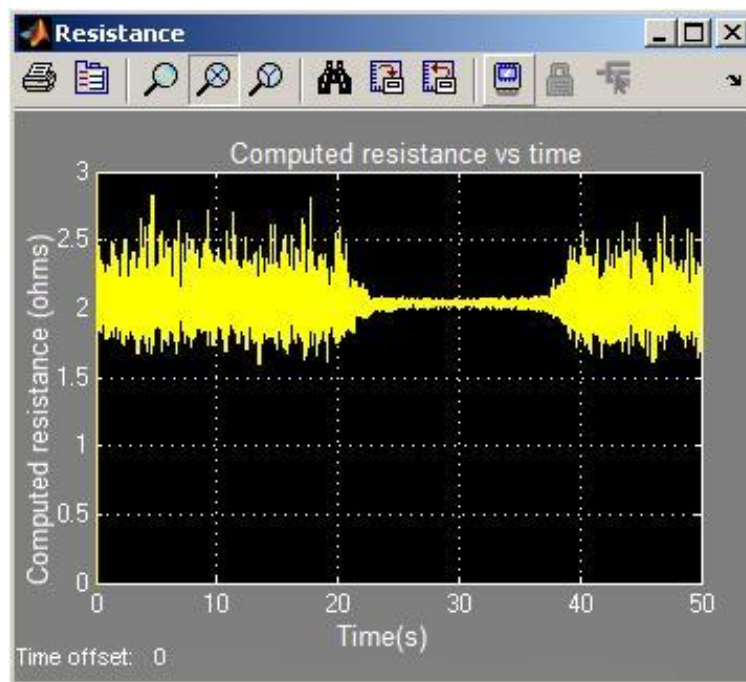 Resistance
Computed resistance vs time
Computed resistance (ohms)
3
2.5
2
1.5
1
0.5
0
0 10 20 30 40 50
Time(s)
Time offset: 0